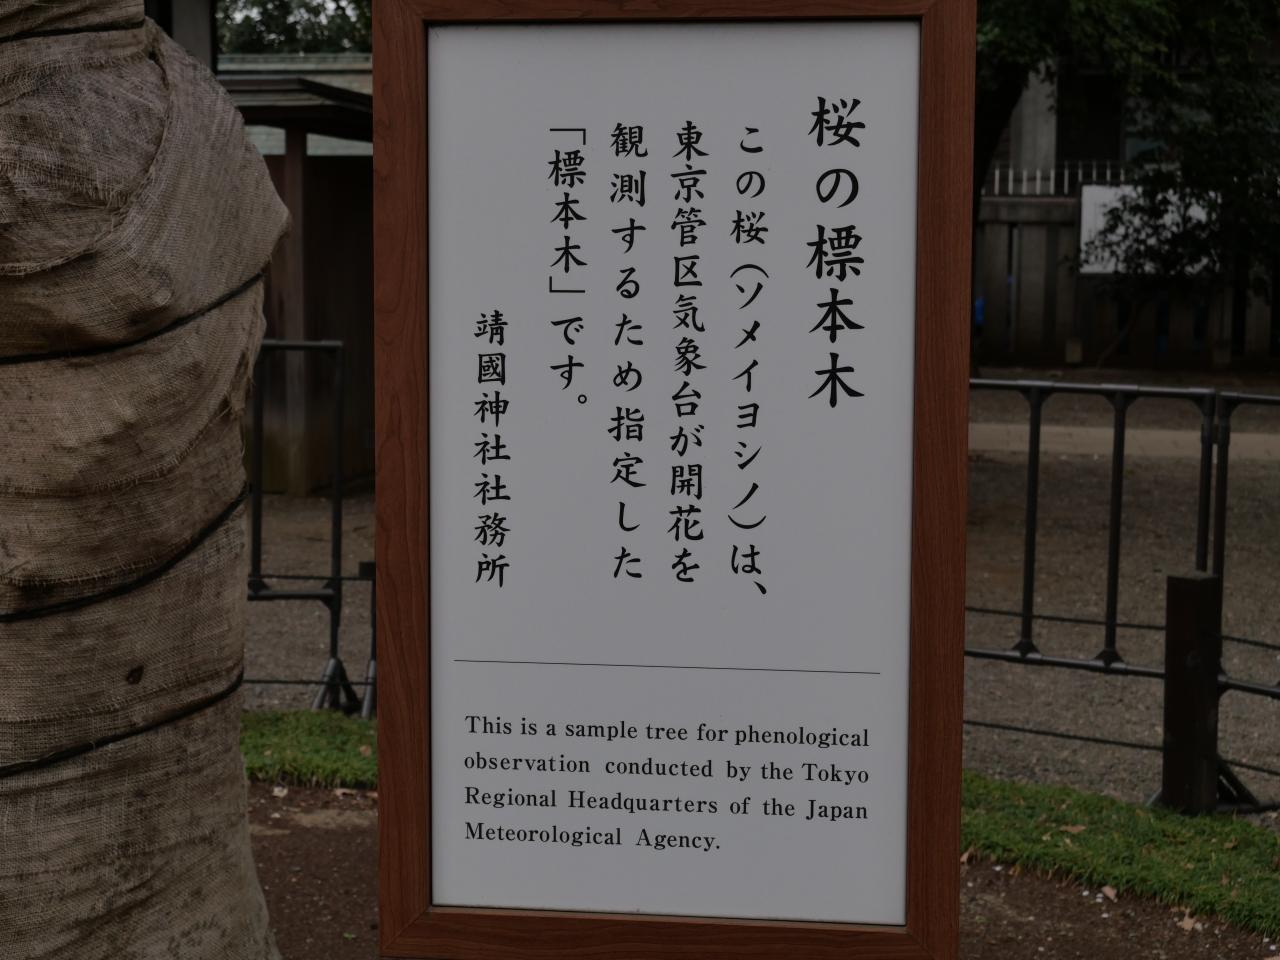 桜の標本木
この桜（ソメイヨシノ）は、
東京管区気象台が開花を
観測するため指定した
「標本木」です。
靖國神社社務所
This is a sample tree for phenological
observation conducted by the Tokyo
Regional Headquarters of the Japan
Meteorological Agency.